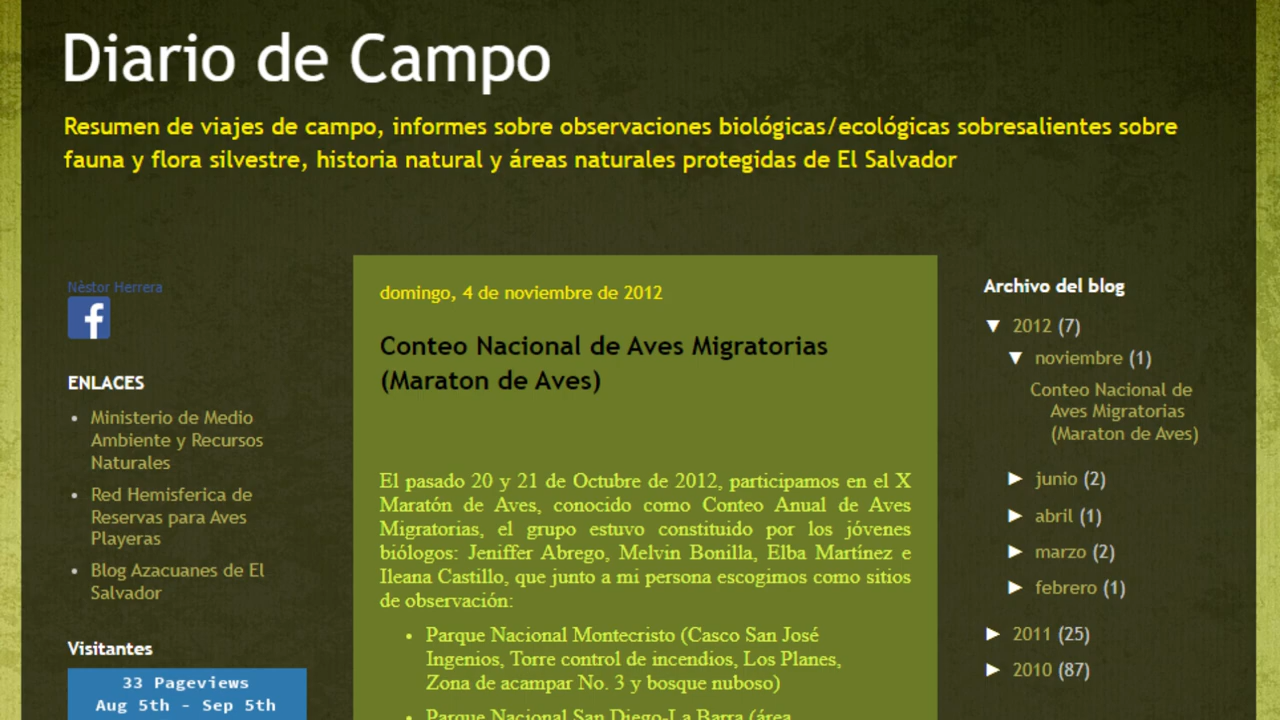 Diario de Campo
Resumen de viajes de campo, informes sobre observaciones biológicas/ecológicas sobresalientes sobre
fauna y flora silvestre, historia natural y áreas naturales protegidas de El Salvador
Nèstor Herrera
f
ENLACES
• Ministerio de Medio
Ambiente y Recursos
Naturales
• Red Hemisferica de
Reservas para Aves
Playeras
• Blog Azacuanes de El
Salvador
Visitantes
33 Pageviews
Aug 5th - Sep 5th
domingo, 4 de noviembre de 2012
Conteo Nacional de Aves Migratorias
(Maraton de Aves)
El pasado 20 y 21 de Octubre de 2012, participamos en el X
Maratón de Aves, conocido como Conteo Anual de Aves
Migratorias, el grupo estuvo constituido por los jóvenes
biólogos: Jeniffer Abrego, Melvin Bonilla, Elba Martínez e
Ileana Castillo, que junto a mi persona escogimos como sitios
de observación:
• Parque Nacional Montecristo (Casco San José
Ingenios, Torre control de incendios, Los Planes,
Zona de acampar No. 3 y bosque nuboso)
• Parque Nacional San Diego-La Barra (área
Archivo del blog
▼ 2012 (7)
▼ noviembre (1)
Conteo Nacional de
Aves Migratorias
(Maraton de Aves)
► junio (2)
► abril (1)
► marzo (2)
► febrero (1)
► 2011 (25)
► 2010 (87)